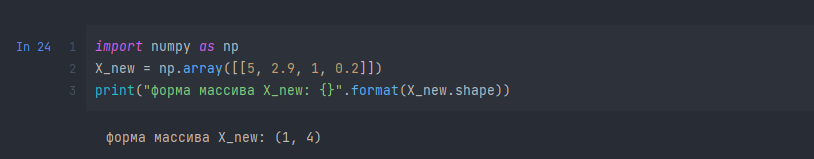 In 24 1 import numpy as np
2 X_new = np.array([[5, 2.9, 1, 0.2]])
3 print("форма массива X_new: {}".format(X_new.shape))
форма массива X_new: (1, 4)